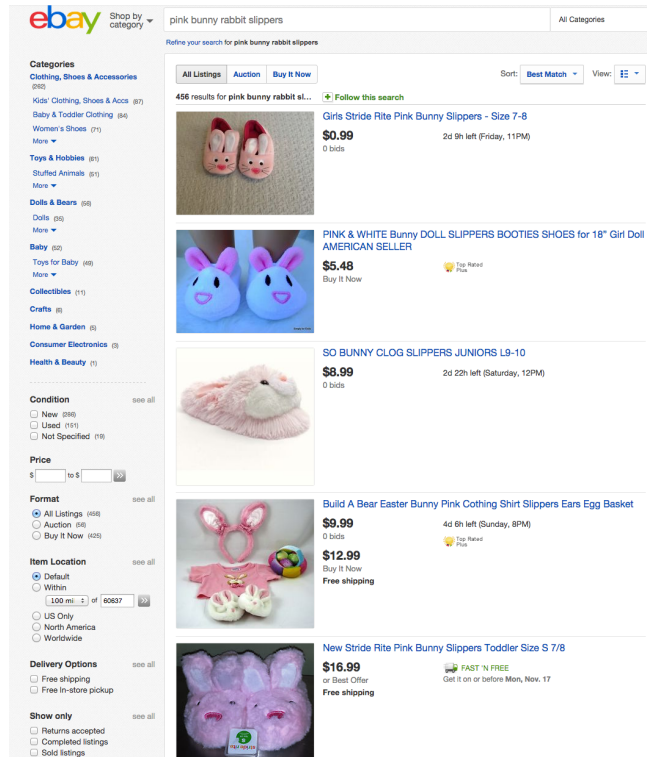 ebay
Shop by
category
pink bunny rabbit slippers
All Categories
Refine your search for pink bunny rabbit slippers
Categories
Clothing, Shoes & Accessories
(262)
Kids' Clothing, Shoes & Accs (87)
Baby & Toddler Clothing (84)
Women's Shoes (71)
More
Toys & Hobbies (61)
Stuffed Animals (51)
More
Dolls & Bears (56)
Dolls (35)
More
Baby (52)
Toys for Baby (49)
More
Collectibles (11)
Crafts (6)
Home & Garden (5)
Consumer Electronics (3)
Health & Beauty (1)
Condition see all
New (286)
Used (151)
Not Specified (19)
Price
$ to $
Format see all
All Listings (456)
Auction (56)
Buy It Now (425)
Item Location see all
Default
Within
100 mi of 60637
US Only
North America
Worldwide
Delivery Options see all
Free shipping
Free In-store pickup
Show only see all
Returns accepted
Completed listings
Sold listings
All Listings Auction Buy It Now Sort: Best Match View:
456 results for pink bunny rabbit sl... Follow this search
Girls Stride Rite Pink Bunny Slippers - Size 7-8
$0.99 2d 9h left (Friday, 11PM)
0 bids
PINK & WHITE Bunny DOLL SLIPPERS BOOTIES SHOES for 18" Girl Doll
AMERICAN SELLER
$5.48 Top Rated
Plus
Buy It Now
SO BUNNY CLOG SLIPPERS JUNIORS L9-10
$8.99 2d 22h left (Saturday, 12PM)
0 bids
Build A Bear Easter Bunny Pink Cothing Shirt Slippers Ears Egg Basket
$9.99 4d 6h left (Sunday, 8PM)
0 bids Top Rated
Plus
$12.99
Buy It Now
Free shipping
New Stride Rite Pink Bunny Slippers Toddler Size S 7/8
$16.99 FAST 'N FREE
or Best Offer Get it on or before Mon, Nov. 17
Free shipping
stride rite